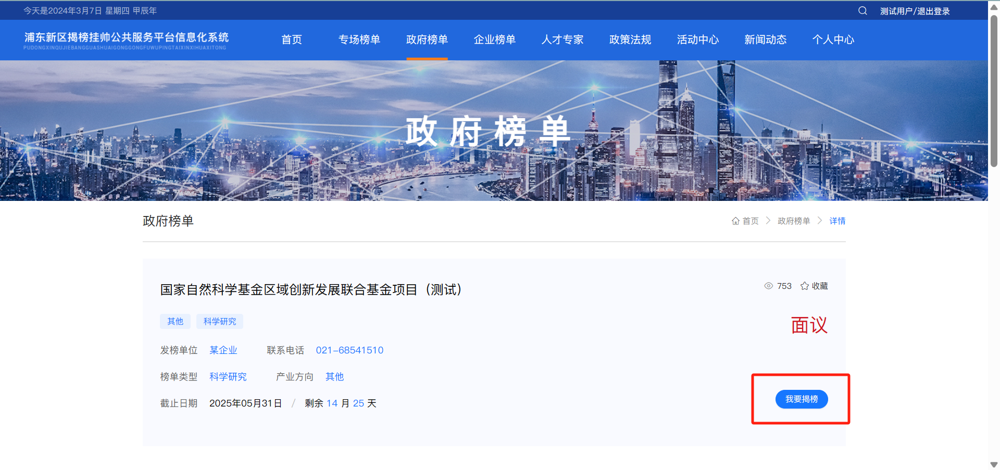 今天是2024年3月7日 星期四 甲辰年
测试用户/退出登录
浦东新区揭榜挂帅公共服务平台信息化系统
PUDONGXINQUJIEBANGGUASHUAIGONGGONGFUWUPINGTAIXINXIHUAXITONG
首页 专场榜单 政府榜单 企业榜单 人才专家 政策法规 活动中心 新闻动态 个人中心
政府榜单
政府榜单
首页 > 政府榜单 > 详情
国家自然科学基金区域创新发展联合基金项目（测试）
753 收藏
其他 科学研究
面议
发榜单位 某企业 联系电话 021-68541510
榜单类型 科学研究 产业方向 其他
截止日期 2025年05月31日 / 剩余 14 月 25 天
我要揭榜